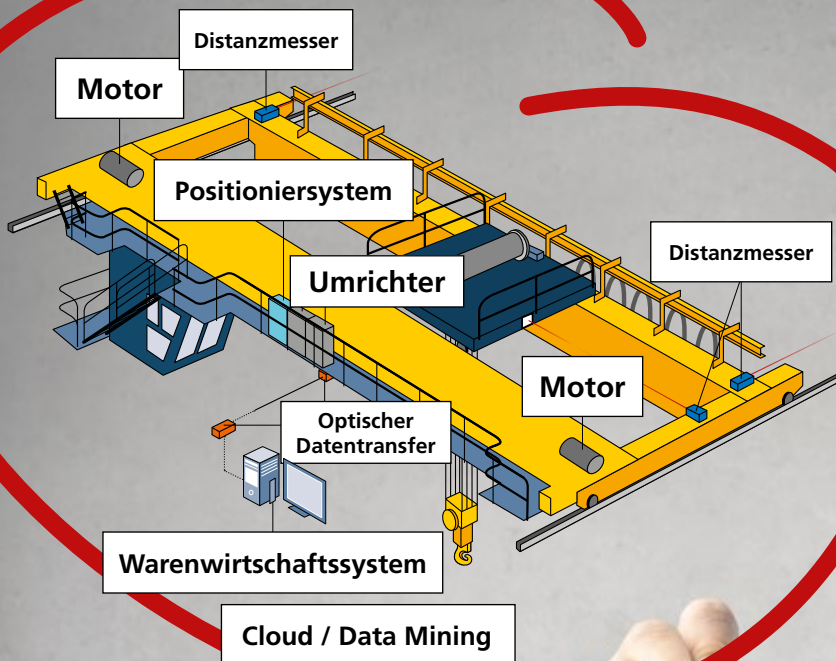 Distanzmesser
Motor
Positioniersystem
Distanzmesser
Umrichter
Motor
Optischer
Datentransfer
Warenwirtschaftssystem
Cloud / Data Mining